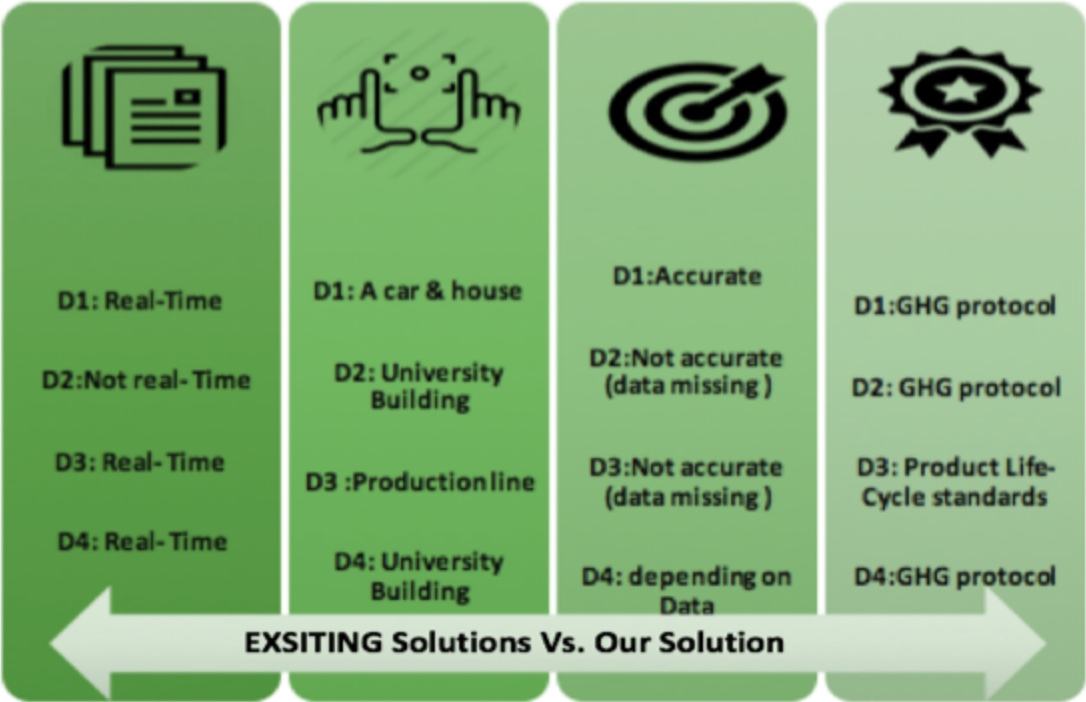 D1: Real-Time
D2:Not real- Time
D3: Real- Time
D4: Real- Time
D1: A car & house
D2: University
Building
D3 :Production line
D4: University
Building
D1:Accurate
D2:Not accurate
(data missing )
D3:Not accurate
(data missing )
D4: depending on
Data
D1:GHG protocol
D2: GHG protocol
D3: Product Life-
Cycle standards
D4:GHG protocol
EXSITING Solutions Vs. Our Solution